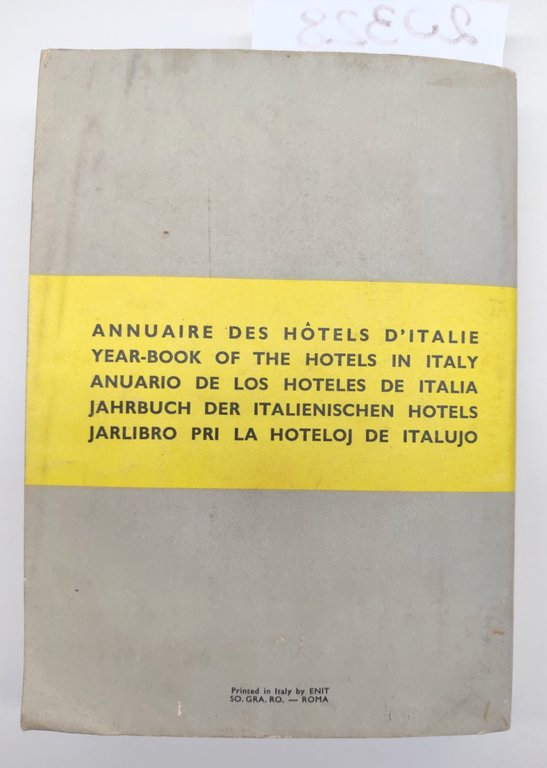 20328
ANNUAIRE DES HÔTELS D'ITALIE
YEAR-BOOK OF THE HOTELS IN ITALY
ANUARIO DE LOS HOTELES DE ITALIA
JAHRBUCH DER ITALIENISCHEN HOTELS
JARLIBRO PRI LA HOTELOJ DE ITALUJO
Printed in Italy by ENIT
SO. GRA. RO. — ROMA